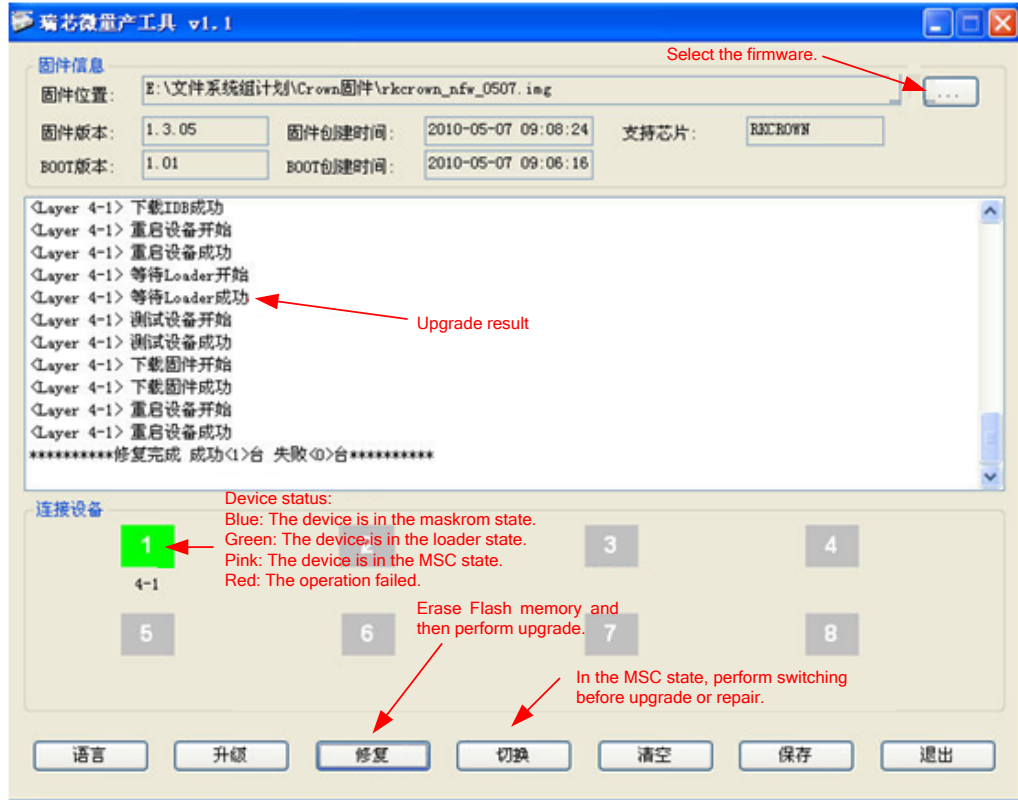 瑞芯微量产工具 v1.1
固件信息
Select the firmware.
固件位置:
E:\文件系统组计划\Crown固件\rkcrown_nfw_0507.img
...
固件版本:
1.3.05
固件创建时间:
2010-05-07 09:08:24
支持芯片:
RKCROWN
BOOT版本:
1.01
BOOT创建时间:
2010-05-07 09:06:16
<Layer 4-1> 下载IDB成功
<Layer 4-1> 重启设备开始
<Layer 4-1> 重启设备成功
<Layer 4-1> 等待Loader开始
<Layer 4-1> 等待Loader成功
Upgrade result
<Layer 4-1> 测试设备开始
<Layer 4-1> 测试设备成功
<Layer 4-1> 下载固件开始
<Layer 4-1> 下载固件成功
<Layer 4-1> 重启设备开始
<Layer 4-1> 重启设备成功
**********修复完成 成功<1>台 失败<0>台**********
连接设备
Device status:
Blue: The device is in the maskrom state.
Green: The device is in the loader state.
Pink: The device is in the MSC state.
Red: The operation failed.
1
2
3
4
4-1
Erase Flash memory and
then perform upgrade.
5
6
7
8
In the MSC state, perform switching
before upgrade or repair.
语言
升级
修复
切换
清空
保存
退出